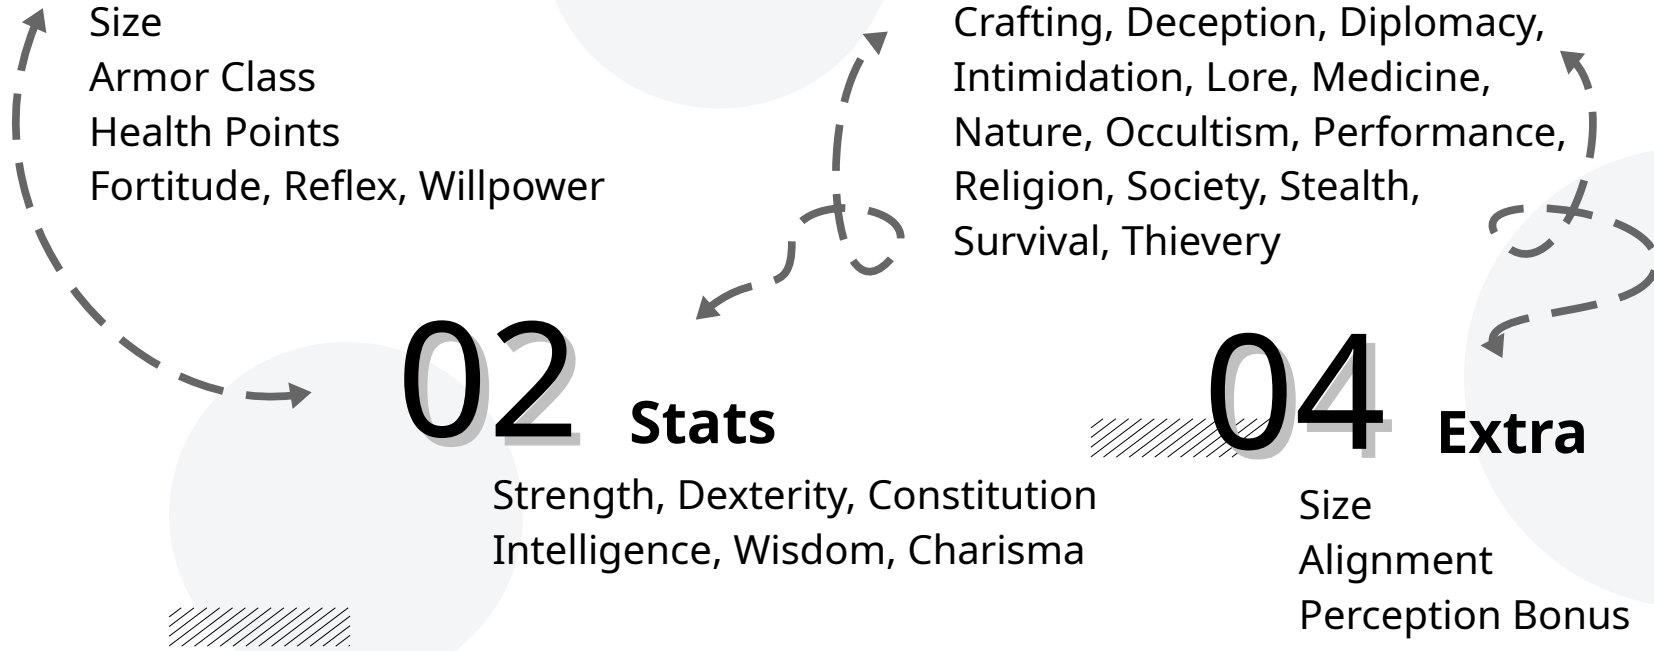 Size
Armor Class
Health Points
Fortitude, Reflex, Willpower
02
Stats
Strength, Dexterity, Constitution
Intelligence, Wisdom, Charisma
Crafting, Deception, Diplomacy,
Intimidation, Lore, Medicine,
Nature, Occultism, Performance,
Religion, Society, Stealth,
Survival, Thievery
04
Extra
Size
Alignment
Perception Bonus